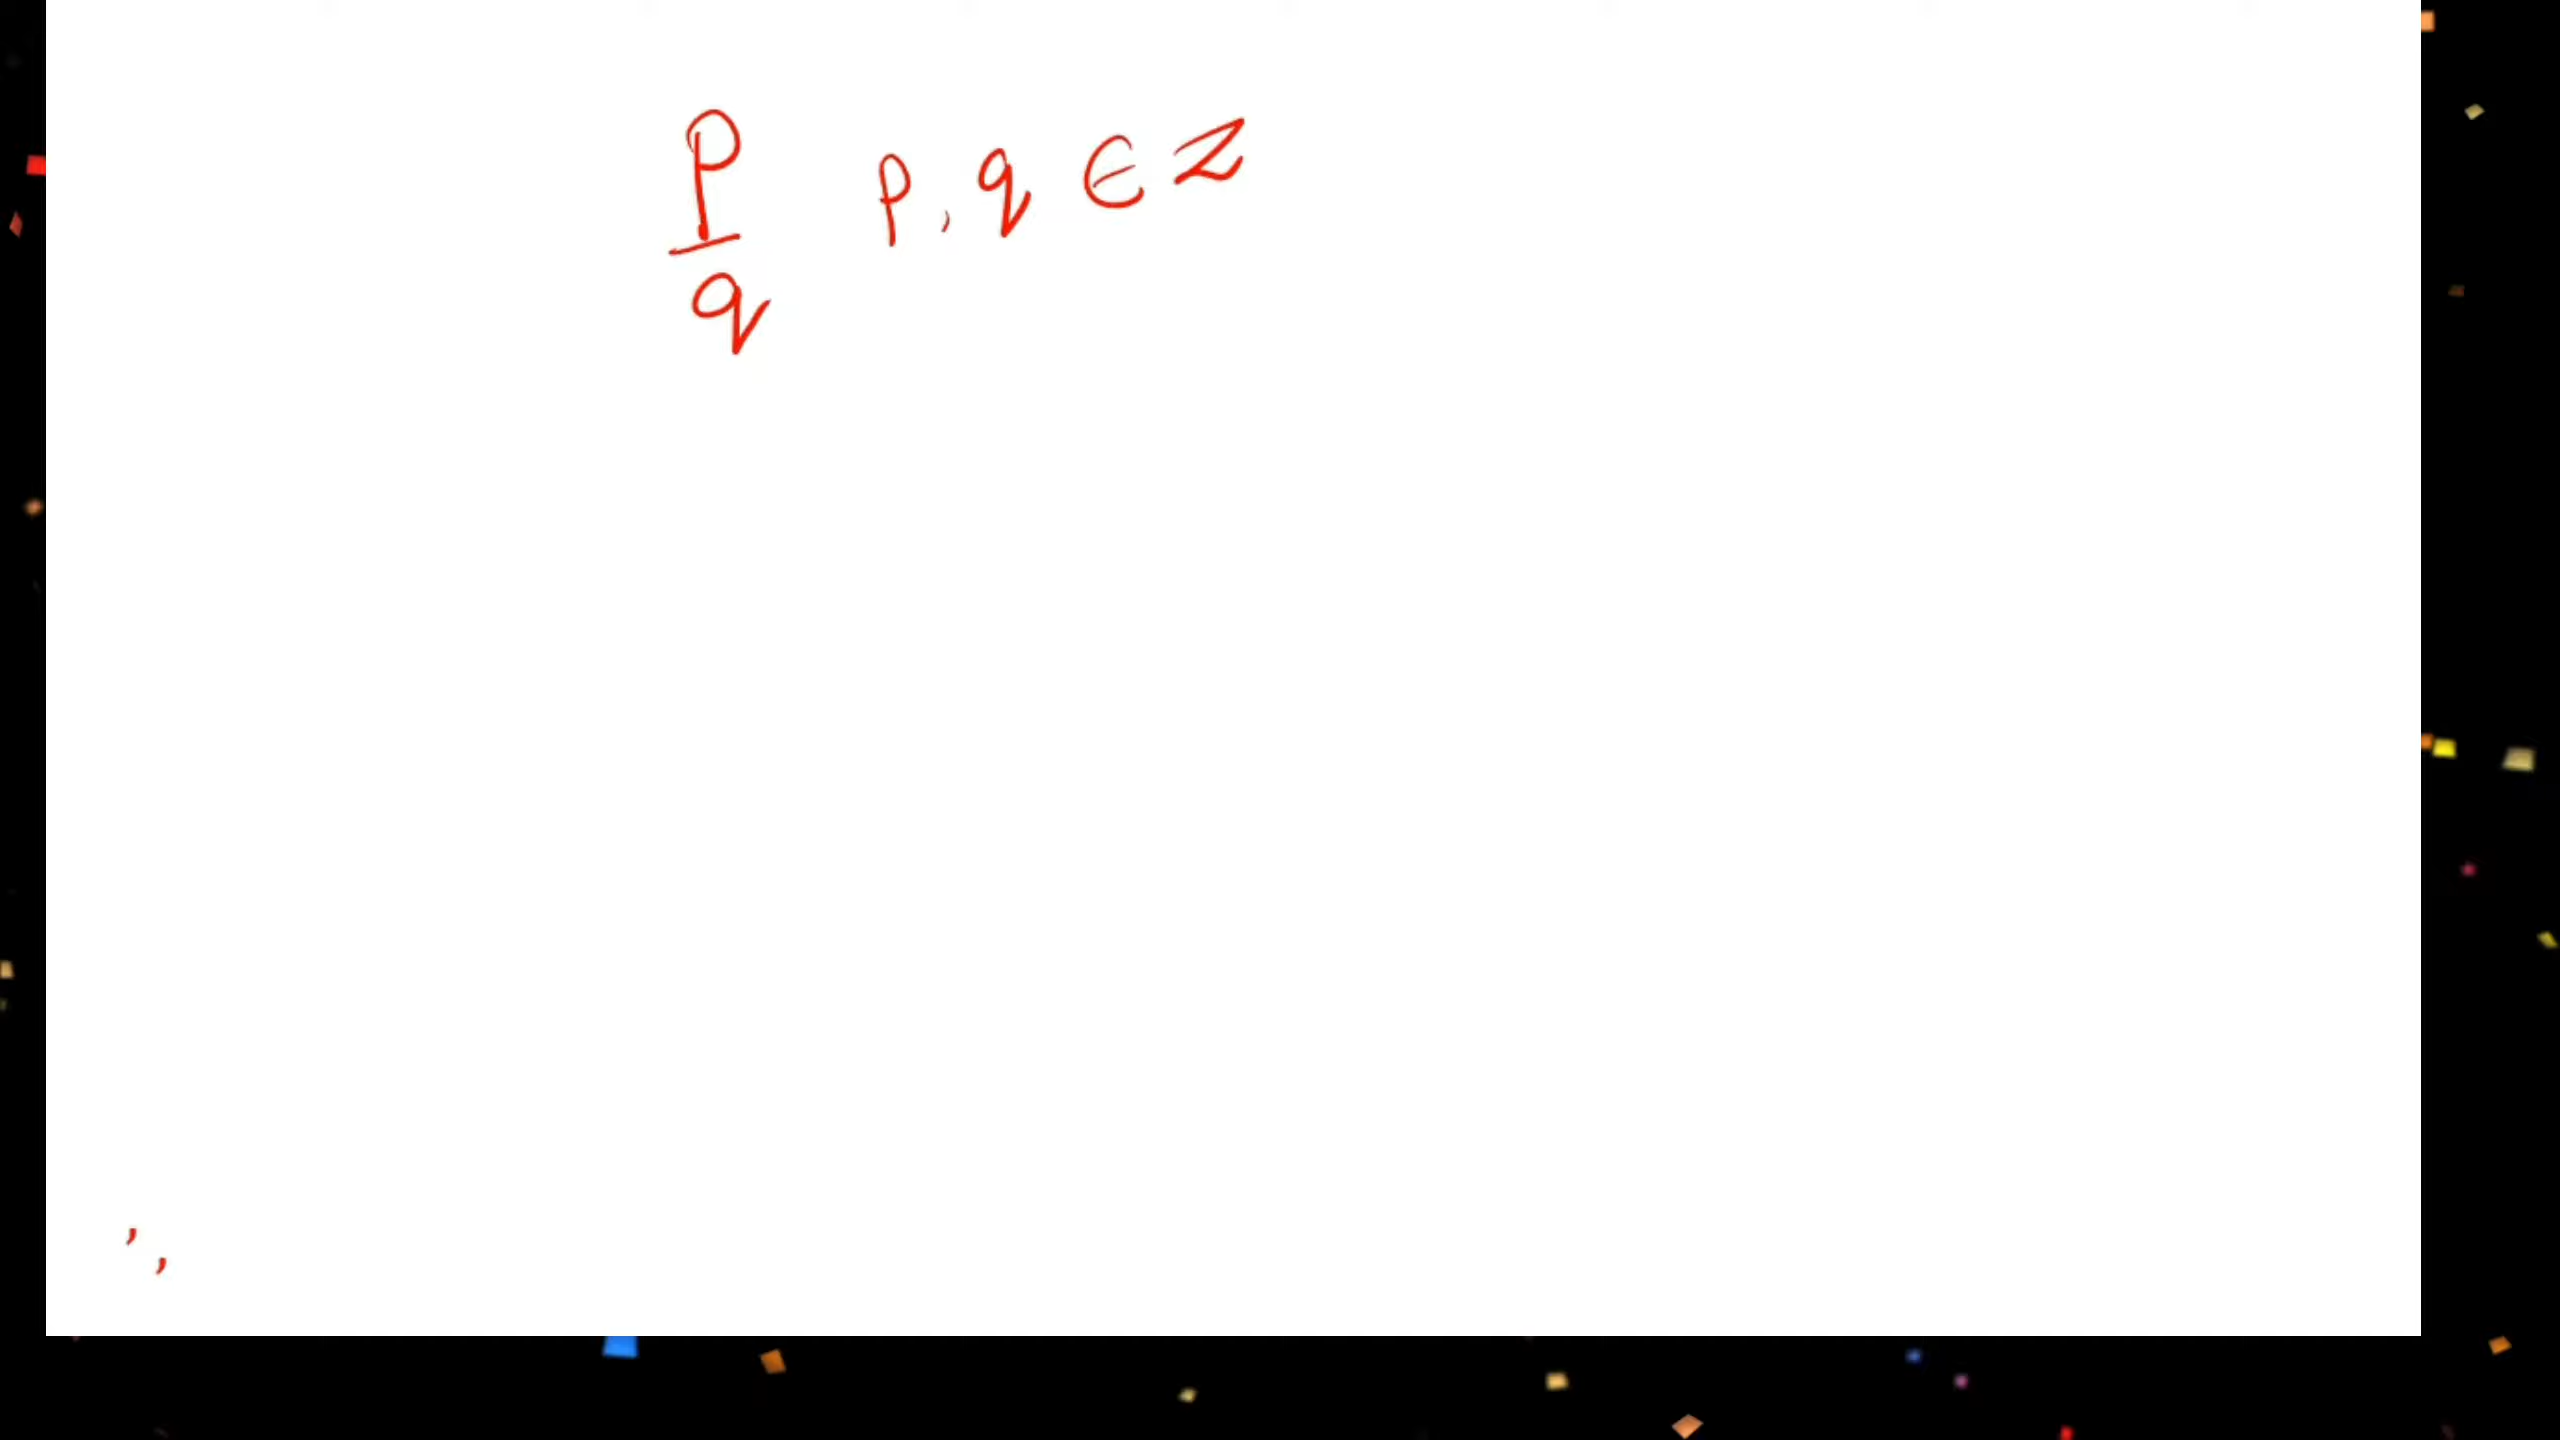 p/q p, q ∈ Z